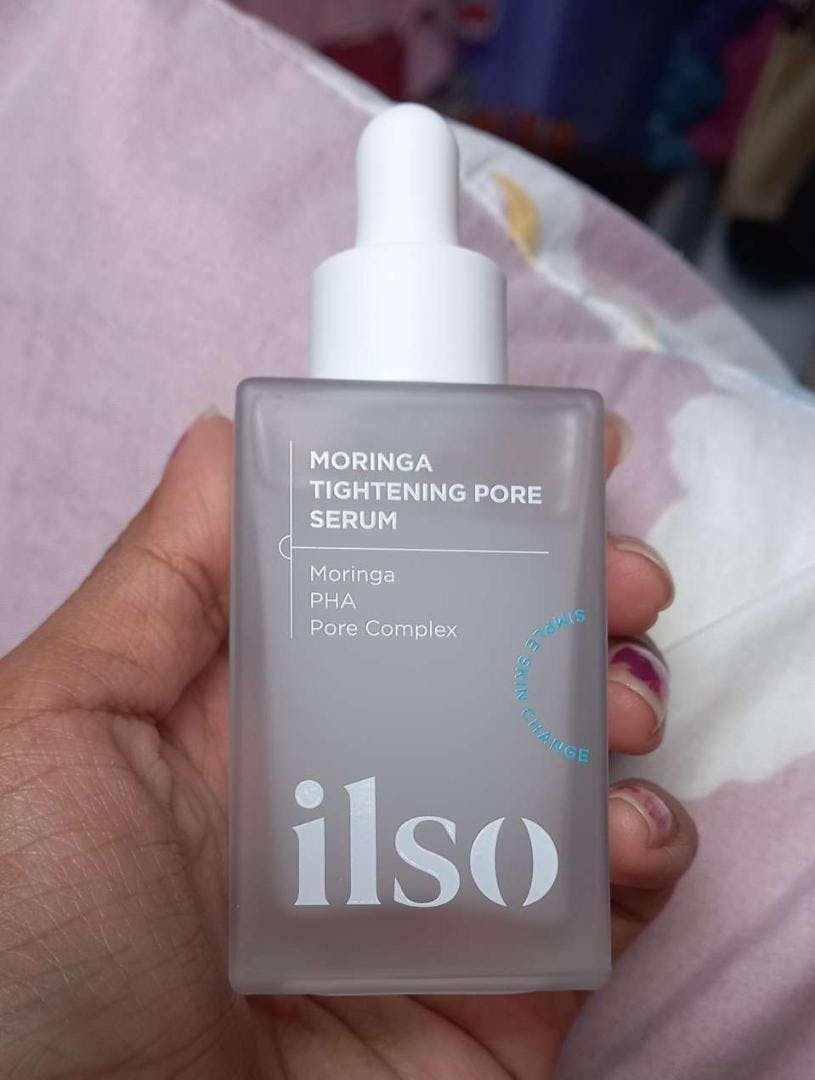 MORINGA
TIGHTENING PORE
SERUM
Moringa
PHA
Pore Complex
SIMPLE SKIN CHANGE
ilso